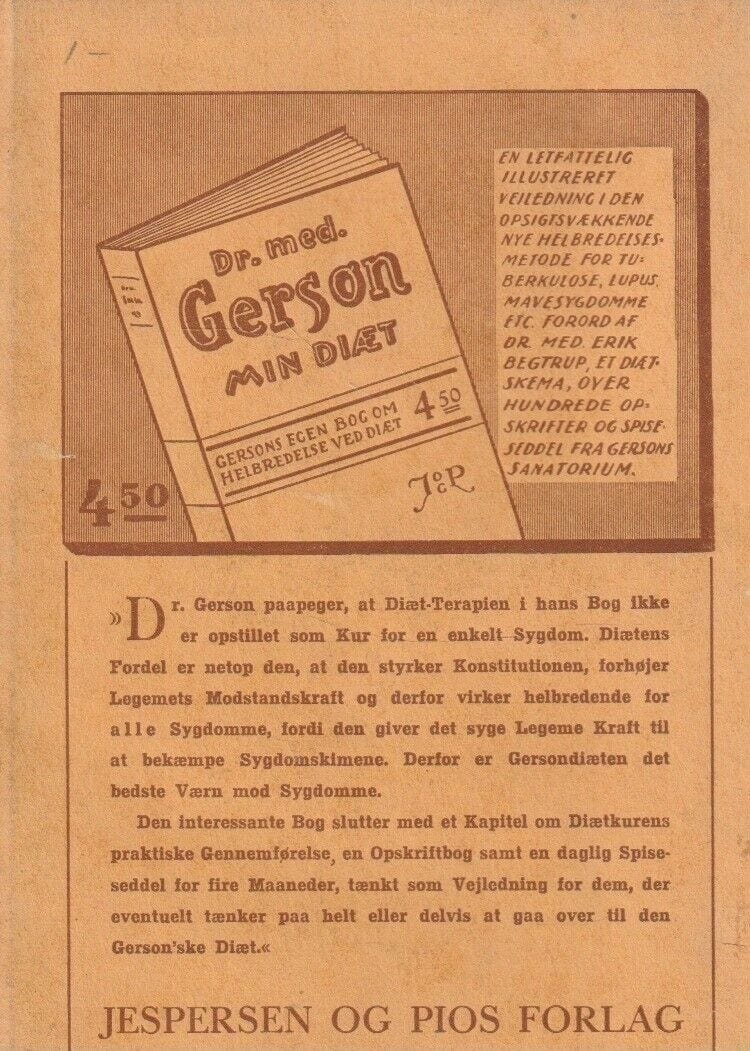 1 –
Dr. med.
Gerson
MIN DIÆT
GERSONS EGEN BOG OM
HELBREDELSE VED DIÆT
4 50
J og P
4 50
EN LETFATTELIG
ILLUSTRERET
VEJLEDNING I DEN
OPSIGTSVÆKKENDE
NYE HELBREDELSES-
METODE FOR TU-
BERKULOSE, LUPUS,
MAVESYGDOMME
ETC. FORORD AF
DR. MED. ERIK
BEGTRUP, ET DIÆT-
SKEMA, OVER
HUNDREDE OP-
SKRIFTER OG SPISE-
SEDDEL FRA GERSONS
SANATORIUM.
»Dr. Gerson paapeger, at Diæt-Terapien i hans Bog ikke
er opstillet som Kur for en enkelt Sygdom. Diætens
Fordel er netop den, at den styrker Konstitutionen, forhøjer
Legemets Modstandskraft og derfor virker helbredende for
alle Sygdomme, fordi den giver det syge Legeme Kraft til
at bekæmpe Sygdomskimene. Derfor er Gersondiæten det
bedste Værn mod Sygdomme.
Den interessante Bog slutter med et Kapitel om Diætkurens
praktiske Gennemførelse, en Opskriftbog samt en daglig Spise-
seddel for fire Maaneder, tænkt som Vejledning for dem, der
eventuelt tænker paa helt eller delvis at gaa over til den
Gerson'ske Diæt.«
JESPERSEN OG PIOS FORLAG